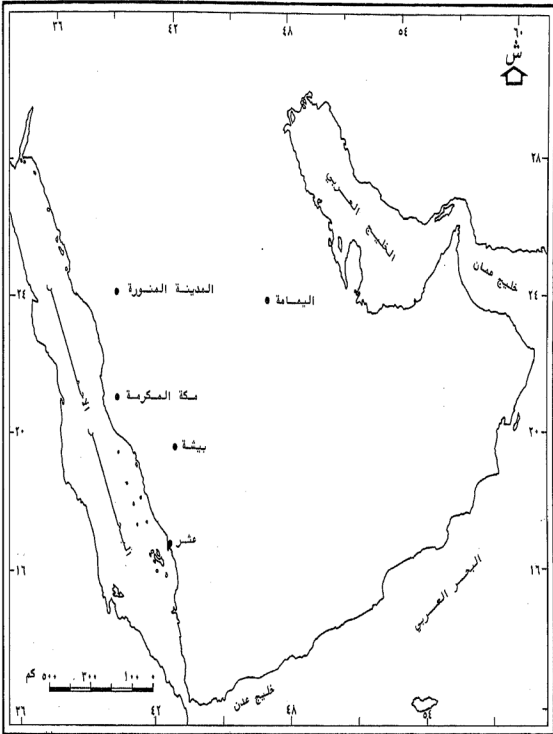 ٣٦ ٤٢ ٤٨ ٥٤ ٦٠
ش
٢٨ ٢٨
الخليج العربي
خليج عمان
المدينة المنورة
اليمامة
٢٤ ٢٤
مكة المكرمة
٢٠ ٢٠
بيشة
عثر
١٦ ١٦
البحر العربي
خليج عدن
٥٠٠ ٣٠٠ ١٠٠ ٠ كم
٣٦ ٤٢ ٤٨ ٥٤